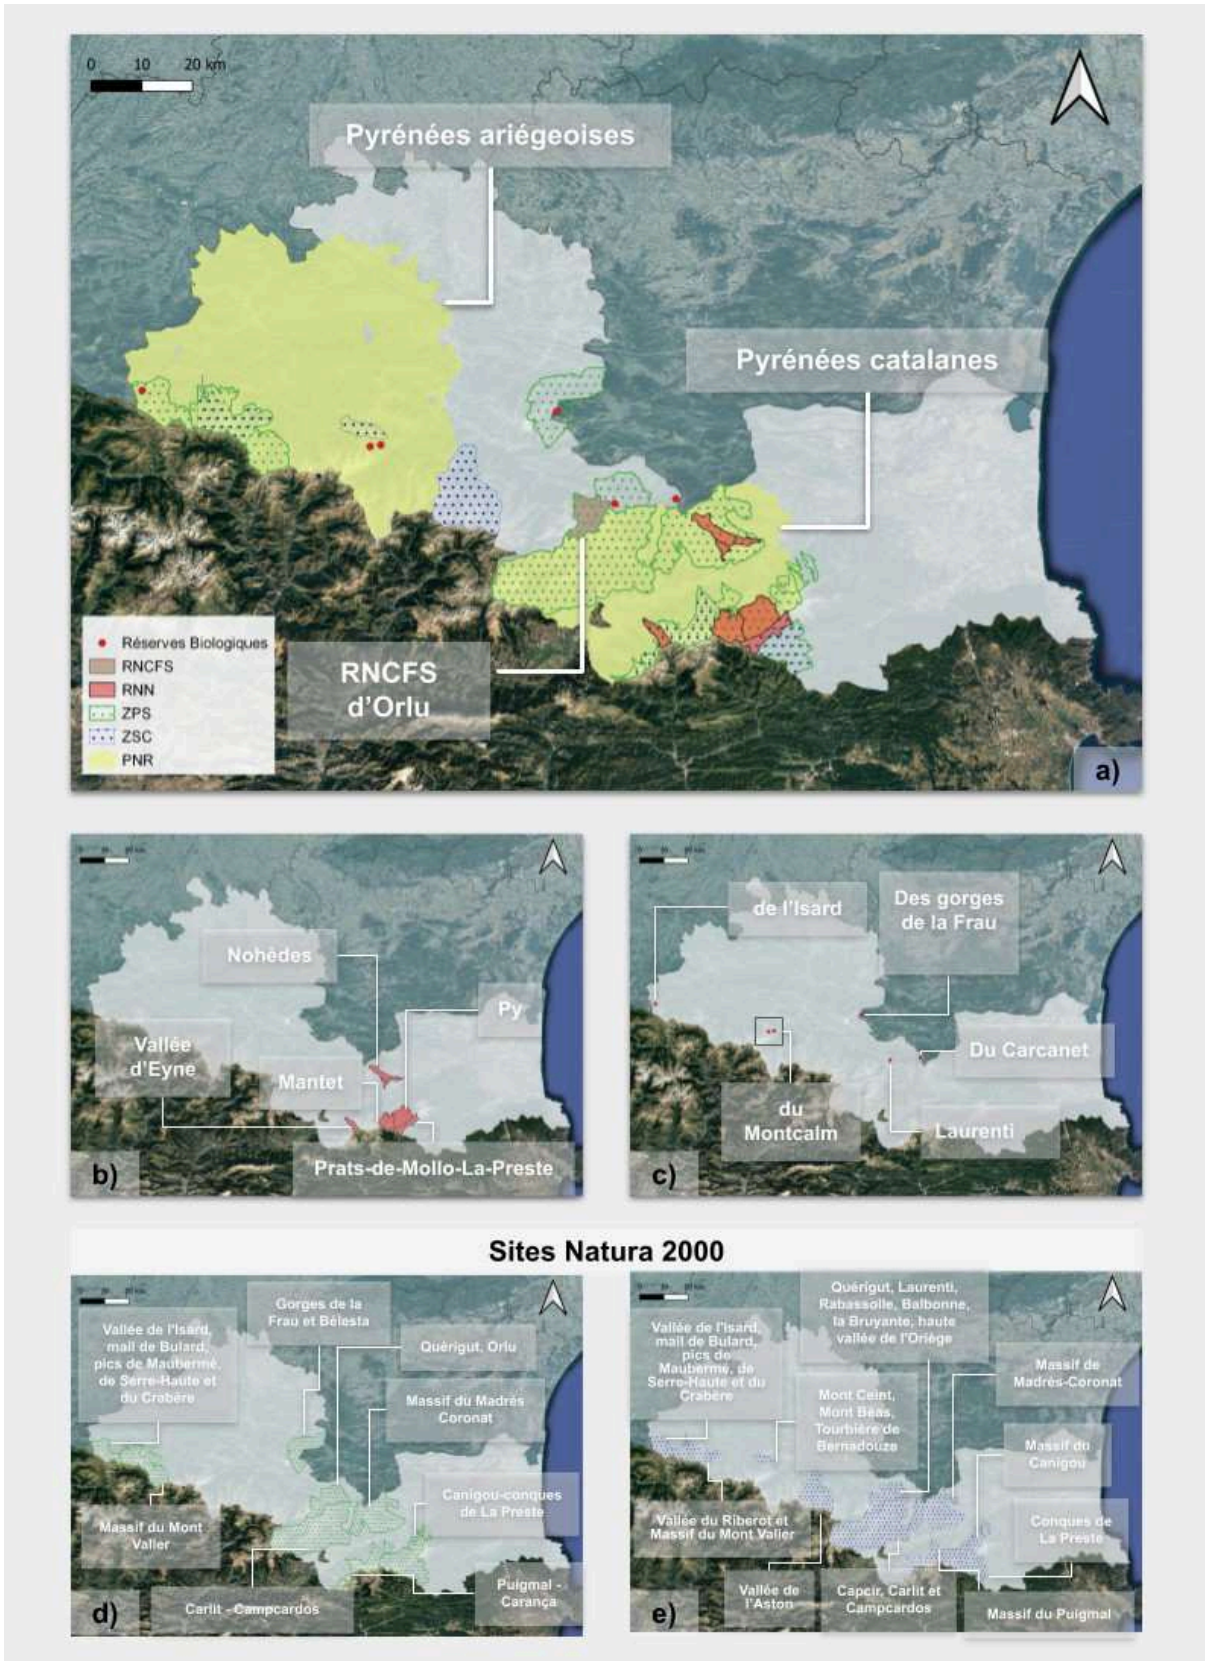 0 10 20 km
Pyrénées ariégeoises
Pyrénées catalanes
RNCFS
d'Orlu
Réserves Biologiques
RNCFS
RNN
ZPS
ZSC
PNR
a)
Nohèdes
Py
Vallée
d'Eyne
Mantet
Prats-de-Mollo-La-Preste
b)
de l'Isard
Des gorges
de la Frau
Du Carcanet
du
Montcalm
Laurenti
c)
Sites Natura 2000
Gorges de la
Frau et Bélesta
Vallée de l'Isard,
mail de Bulard,
pics de Maubermé,
de Serre-Haute et
du Crabère
Quérigut, Orlu
Massif du Madrès
Coronat
Canigou-conques
de La Preste
Massif du Mont
Valier
Puigmal -
Carança
Carlit - Campcardos
d)
Quérigut, Laurenti,
Rabassolle, Balbonne,
la Bruyante, haute
vallée de l'Oriège
Vallée de l'Isard,
mail de Bulard,
pics de
Maubermé, de
Serre-Haute et du
Crabère
Massif de
Madrès-Coronat
Mont Ceint,
Mont Béas,
Tourbière de
Bernadouze
Massif du
Canigou
Vallée du Riberot et
Massif du Mont Valier
Conques de
La Preste
Vallée de
l'Aston
Capcir, Carlit et
Campcardos
Massif du Puigmal
e)